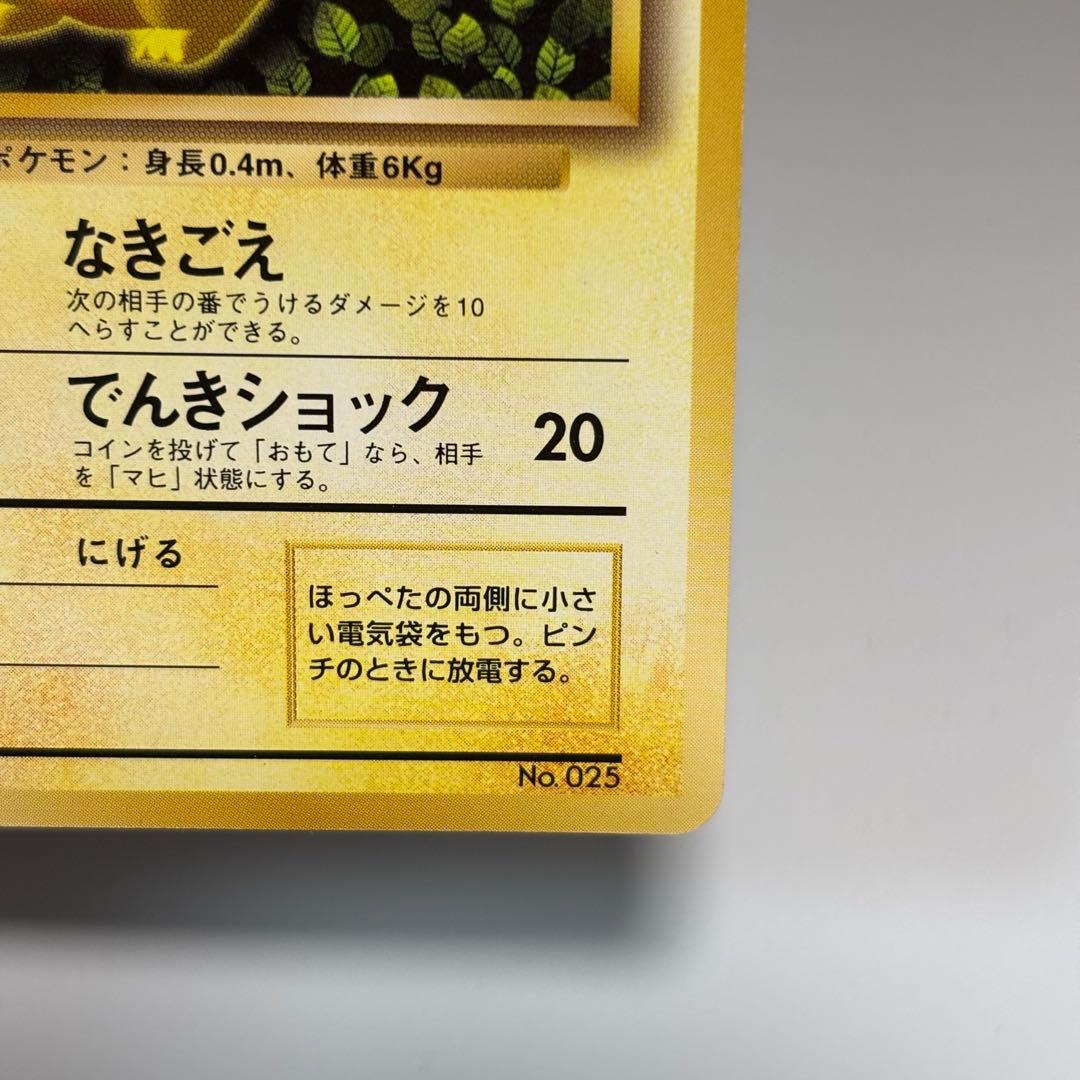 ポケモン：身長0.4m、体重6Kg
なきごえ
次の相手の番でうけるダメージを10
へらすことができる。
でんきショック 20
コインを投げて「おもて」なら、相手
を「マヒ」状態にする。
にげる
ほっぺたの両側に小さ
い電気袋をもつ。ピン
チのときに放電する。
No. 025